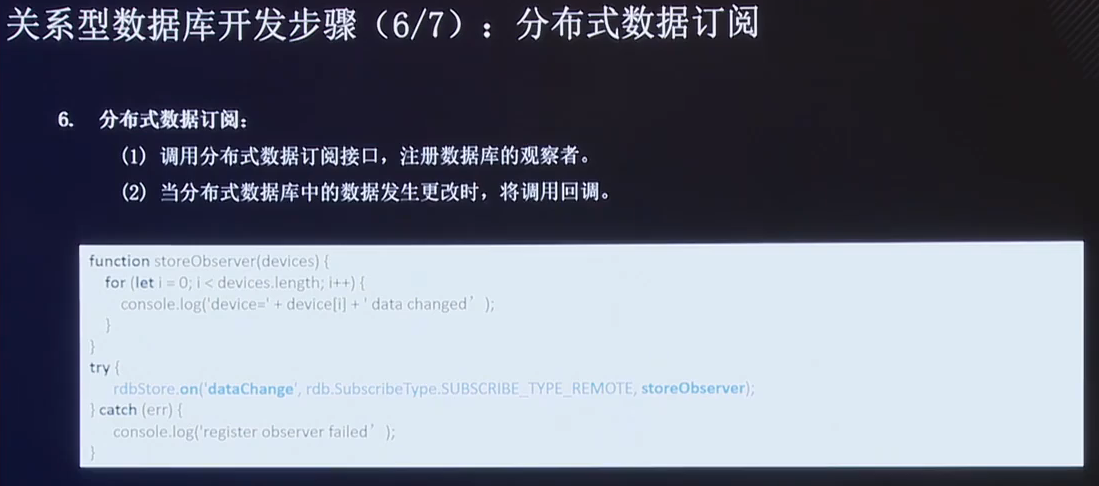 关系型数据库开发步骤（6/7）：分布式数据订阅
6. 分布式数据订阅:
(1) 调用分布式数据订阅接口，注册数据库的观察者。
(2) 当分布式数据库中的数据发生更改时，将调用回调。
function storeObserver(devices) {
for (let i = 0; i < devices.length; i++) {
console.log('device=' + device[i] + ' data changed’ );
}
}
try {
rdbStore.on('dataChange', rdb.SubscribeType.SUBSCRIBE_TYPE_REMOTE, storeObserver);
} catch (err) {
console.log('register observer failed’ );
}